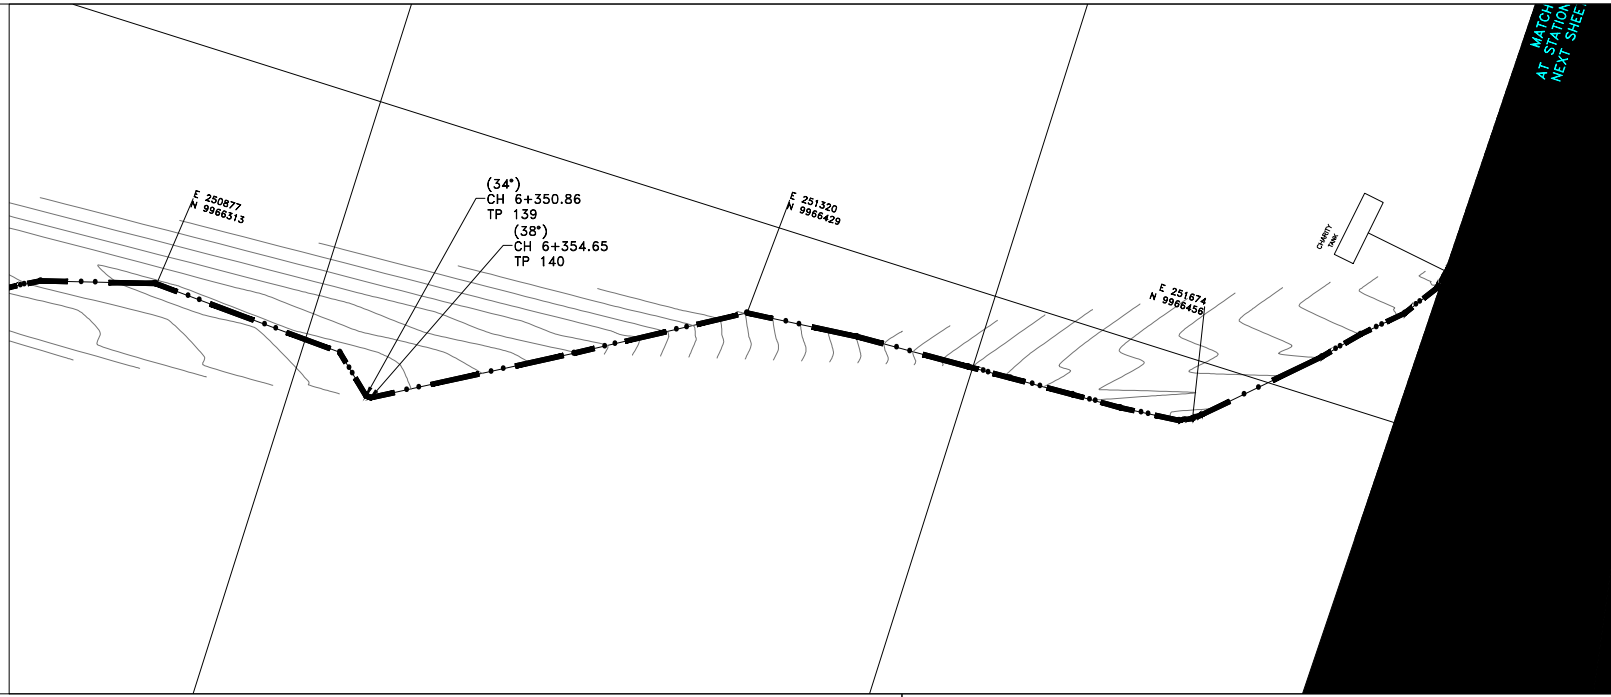 MATCH
AT STATION
NEXT SHEET
(34°)
CH 6+350.86
TP 139
(38°)
CH 6+354.65
TP 140
E 250877
N 9966313
E 251320
N 9966429
CHARITY
TANK
E 251674
N 9966456